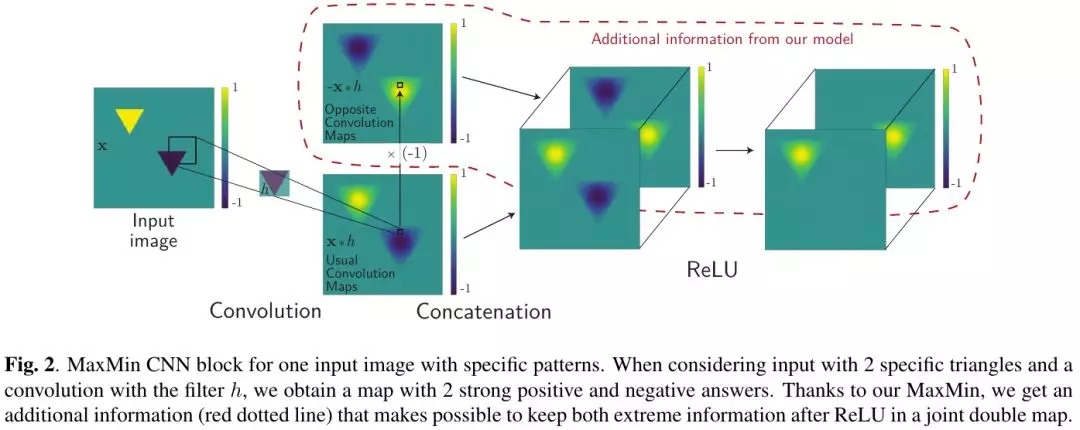 1
Additional information from our model
1
1
-x * h
1
Opposite
Convolution
Maps
-1
-1
× (-1)
x
h
1
-1
-1
-1
Input
image
x * h
Usual
Convolution
Maps
-1
ReLU
Convolution
Concatenation
Fig. 2. MaxMin CNN block for one input image with specific patterns. When considering input with 2 specific triangles and a
convolution with the filter h, we obtain a map with 2 strong positive and negative answers. Thanks to our MaxMin, we get an
additional information (red dotted line) that makes possible to keep both extreme information after ReLU in a joint double map.